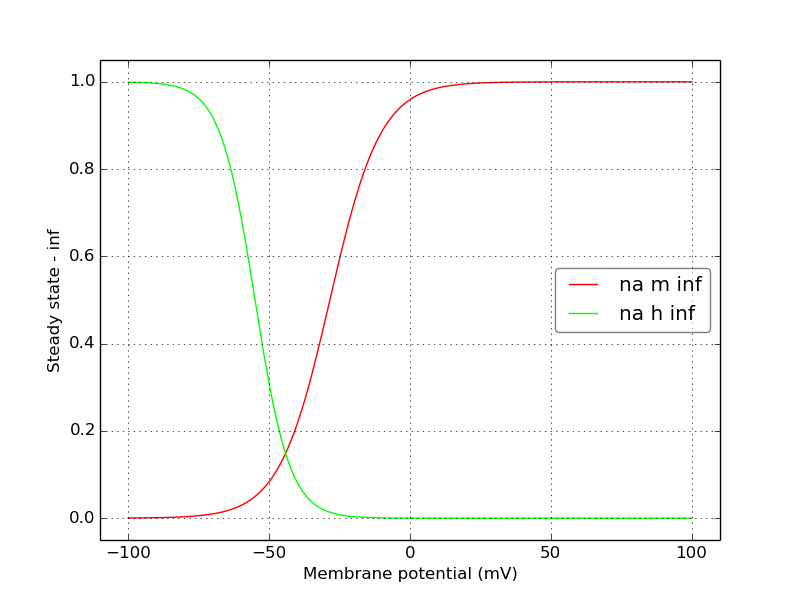 1.0
0.8
0.6
0.4
0.2
0.0
Steady state - inf
na m inf
na h inf
−100 −50 0 50 100
Membrane potential (mV)